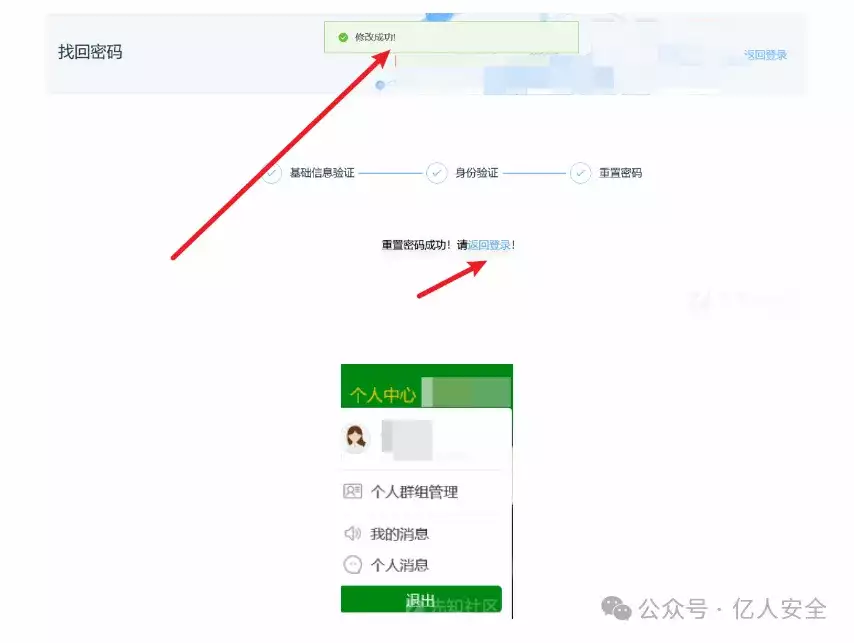 修改成功!
找回密码
返回登录
基础信息验证
身份验证
重置密码
重置密码成功！请返回登录!
个人中心
个人群组管理
我的消息
个人消息
退出
先知社区
公众号 · 亿人安全